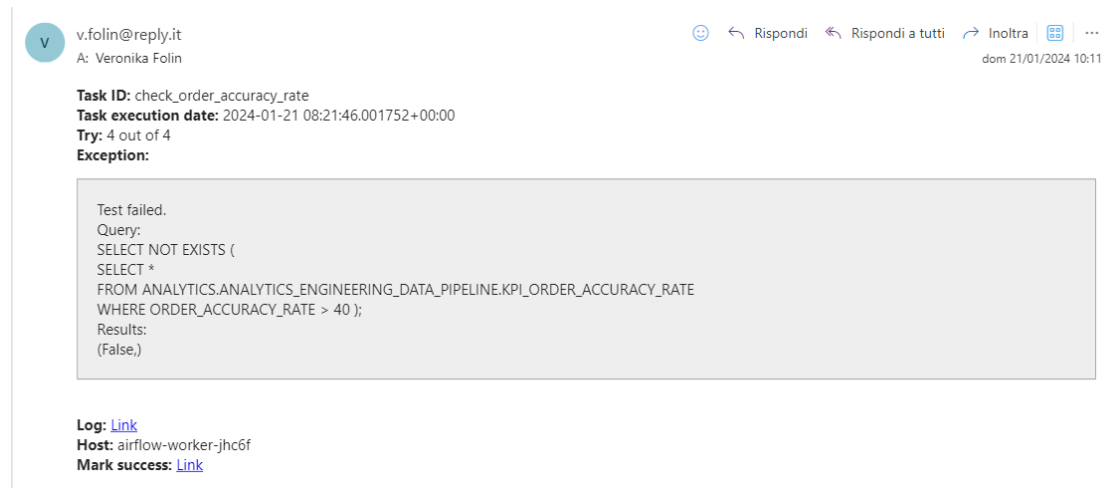 V
v.folin@reply.it
A: Veronika Folin
Rispondi Rispondi a tutti Inoltra ...
dom 21/01/2024 10:11
Task ID: check_order_accuracy_rate
Task execution date: 2024-01-21 08:21:46.001752+00:00
Try: 4 out of 4
Exception:
Test failed.
Query:
SELECT NOT EXISTS (
SELECT *
FROM ANALYTICS.ANALYTICS_ENGINEERING_DATA_PIPELINE.KPI_ORDER_ACCURACY_RATE
WHERE ORDER_ACCURACY_RATE > 40 );
Results:
(False,)
Log: Link
Host: airflow-worker-jhc6f
Mark success: Link